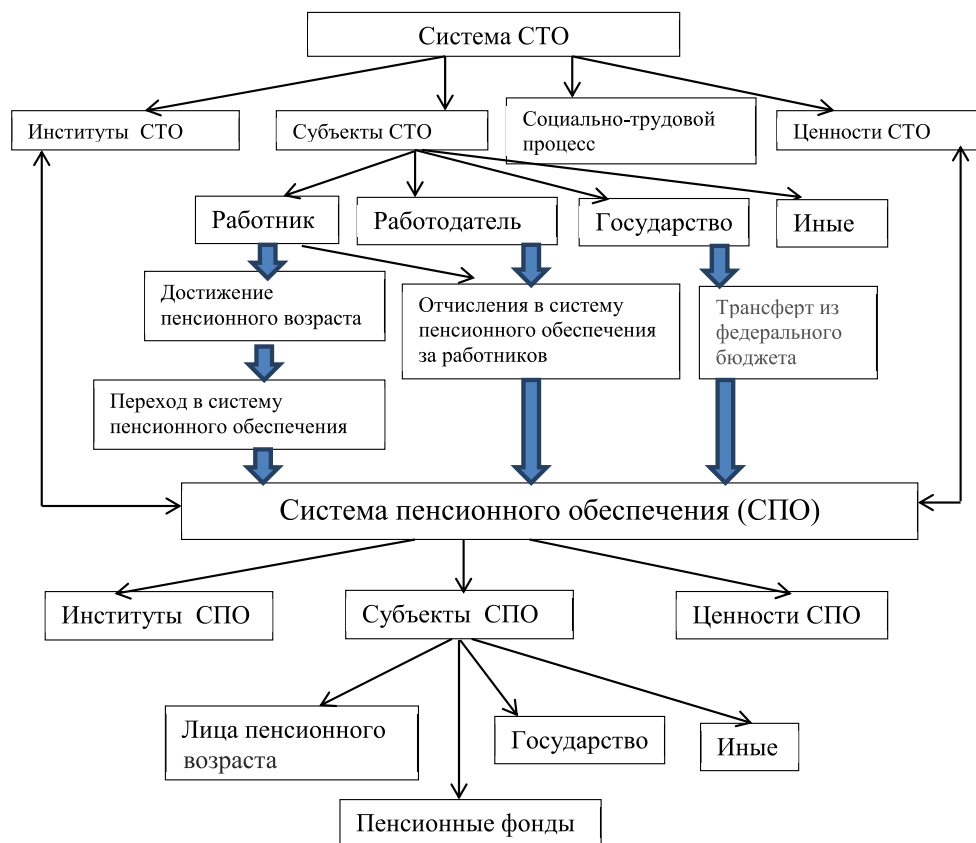 Система СТО
Институты СТО
Субъекты СТО
Социально-трудовой
процесс
Ценности СТО
Работник
Работодатель
Государство
Иные
Достижение
пенсионного возраста
Отчисления в систему
пенсионного обеспечения
за работников
Трансферт из
федерального
бюджета
Переход в систему
пенсионного обеспечения
Система пенсионного обеспечения (СПО)
Институты СПО
Субъекты СПО
Ценности СПО
Лица пенсионного
возраста
Государство
Иные
Пенсионные фонды